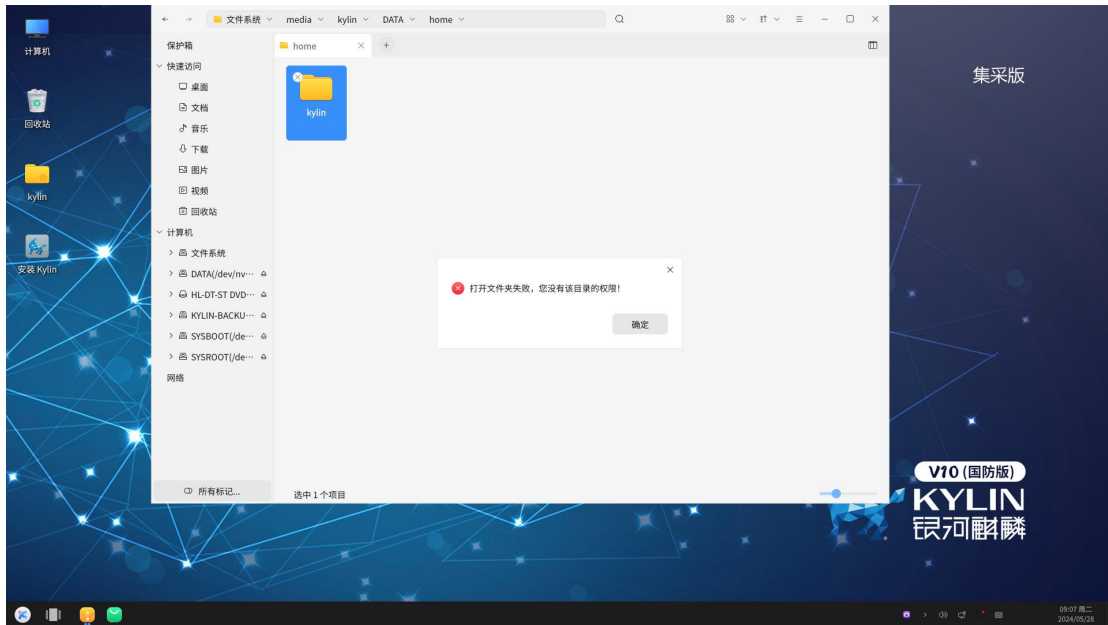 计算机
回收站
kylin
安装 Kylin
文件系统 media kylin DATA home
保护箱
快速访问
桌面
文档
音乐
下载
图片
视频
回收站
计算机
文件系统
DATA(/dev/nv…
HL-DT-ST DVD…
KYLIN-BACKU…
SYSBOOT(/de…
SYSROOT(/de…
网络
所有标记...
home
kylin
打开文件夹失败，您没有该目录的权限！
确定
选中 1 个项目
集采版
V10 (国防版)
KYLIN
银河麒麟
09:07 周二
2024/05/28